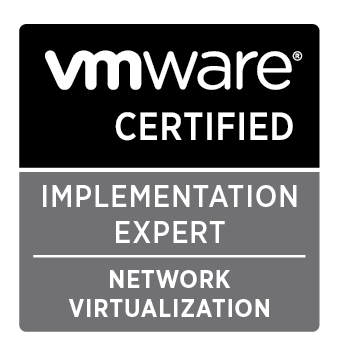 vmware®
CERTIFIED
IMPLEMENTATION
EXPERT
NETWORK
VIRTUALIZATION